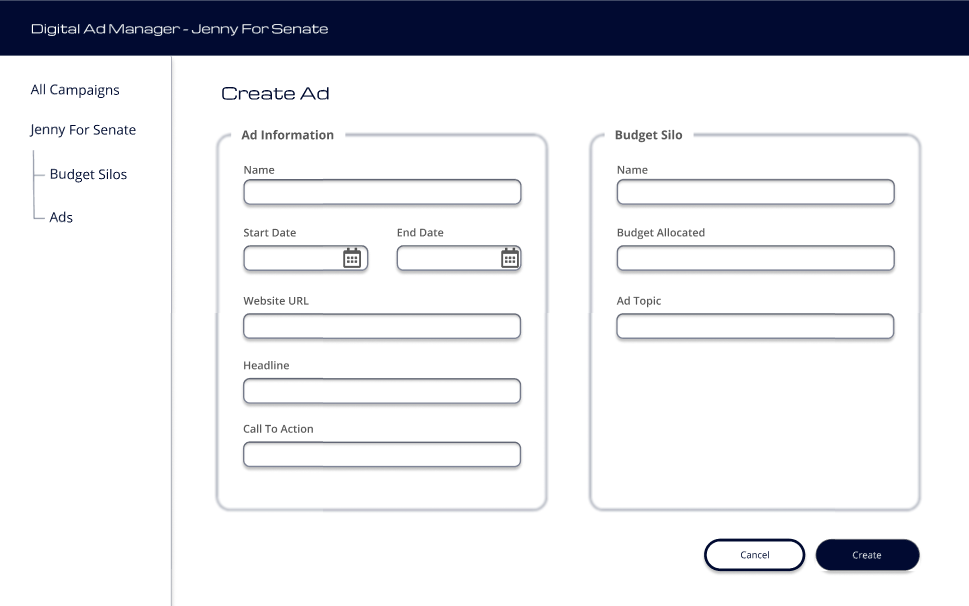 Digital Ad Manager - Jenny For Senate
All Campaigns
Jenny For Senate
Budget Silos
Ads
Create Ad
Ad Information
Name
Start Date
End Date
Website URL
Headline
Call To Action
Budget Silo
Name
Budget Allocated
Ad Topic
Cancel
Create